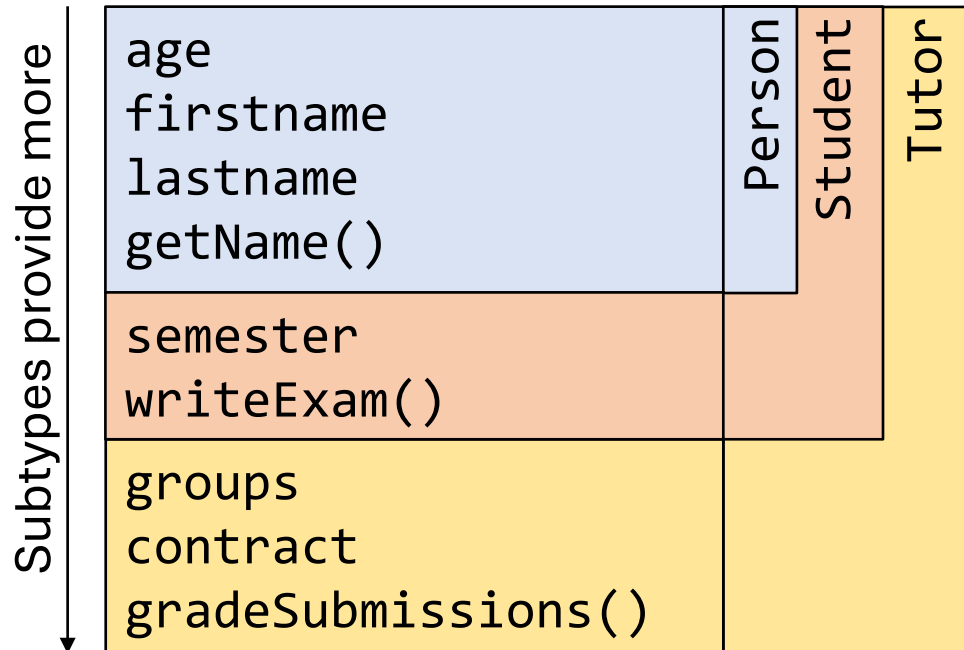 Subtypes provide more
age
firstname
lastname
getName()
semester
writeExam()
groups
contract
gradeSubmissions()
Person
Student
Tutor